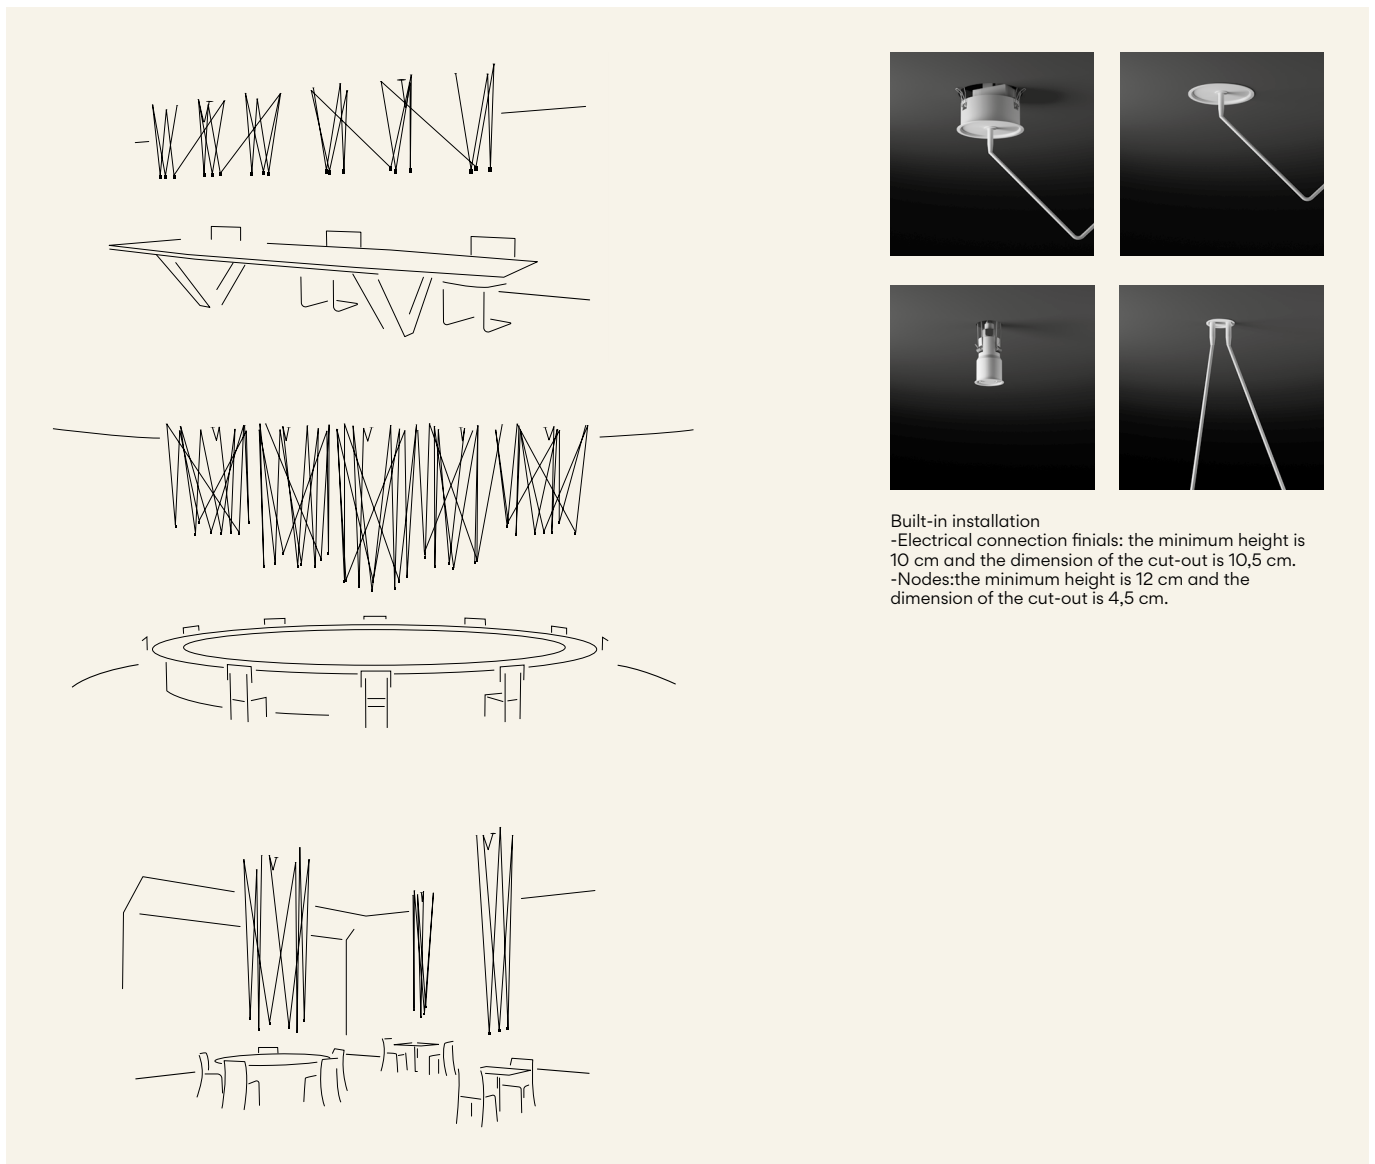 Built-in installation
-Electrical connection finials: the minimum height is
10 cm and the dimension of the cut-out is 10,5 cm.
-Nodes:the minimum height is 12 cm and the
dimension of the cut-out is 4,5 cm.